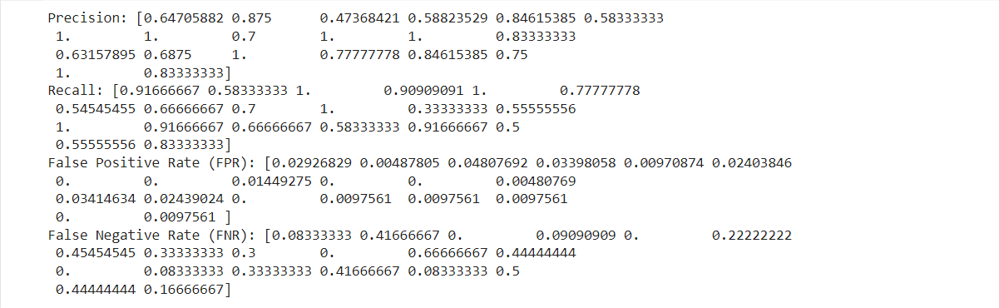 Precision: [0.64705882 0.875      0.47368421 0.58823529 0.84615385 0.58333333
 1.         1.         0.7        1.         1.         0.83333333
 0.63157895 0.6875     1.         0.77777778 0.84615385 0.75
 1.         0.83333333]
Recall: [0.91666667 0.58333333 1.         0.90909091 1.         0.77777778
 0.54545455 0.66666667 0.7        1.         0.33333333 0.55555556
 1.         0.91666667 0.66666667 0.58333333 0.91666667 0.5
 0.55555556 0.83333333]
False Positive Rate (FPR): [0.02926829 0.00487805 0.04807692 0.03398058 0.00970874 0.02403846
 0.         0.         0.01449275 0.         0.         0.00480769
 0.03414634 0.02439024 0.         0.0097561  0.0097561  0.0097561
 0.         0.0097561 ]
False Negative Rate (FNR): [0.08333333 0.41666667 0.         0.09090909 0.         0.22222222
 0.45454545 0.33333333 0.3        0.         0.66666667 0.44444444
 0.         0.08333333 0.33333333 0.41666667 0.08333333 0.5
 0.44444444 0.16666667]